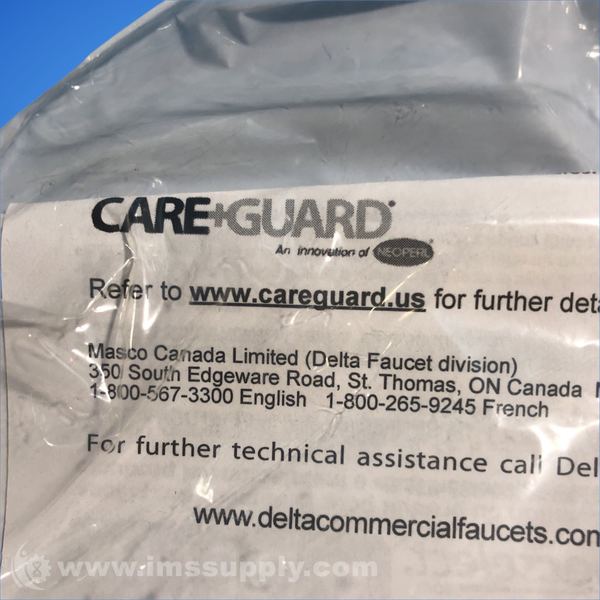 CARE+GUARD®
An innovation of NEOPERL®
Refer to www.careguard.us for further deta
Masco Canada Limited (Delta Faucet division)
350 South Edgeware Road, St. Thomas, ON Canada N
1-800-567-3300 English 1-800-265-9245 French
For further technical assistance call Del
www.deltacommercialfaucets.com
www.imssupply.com